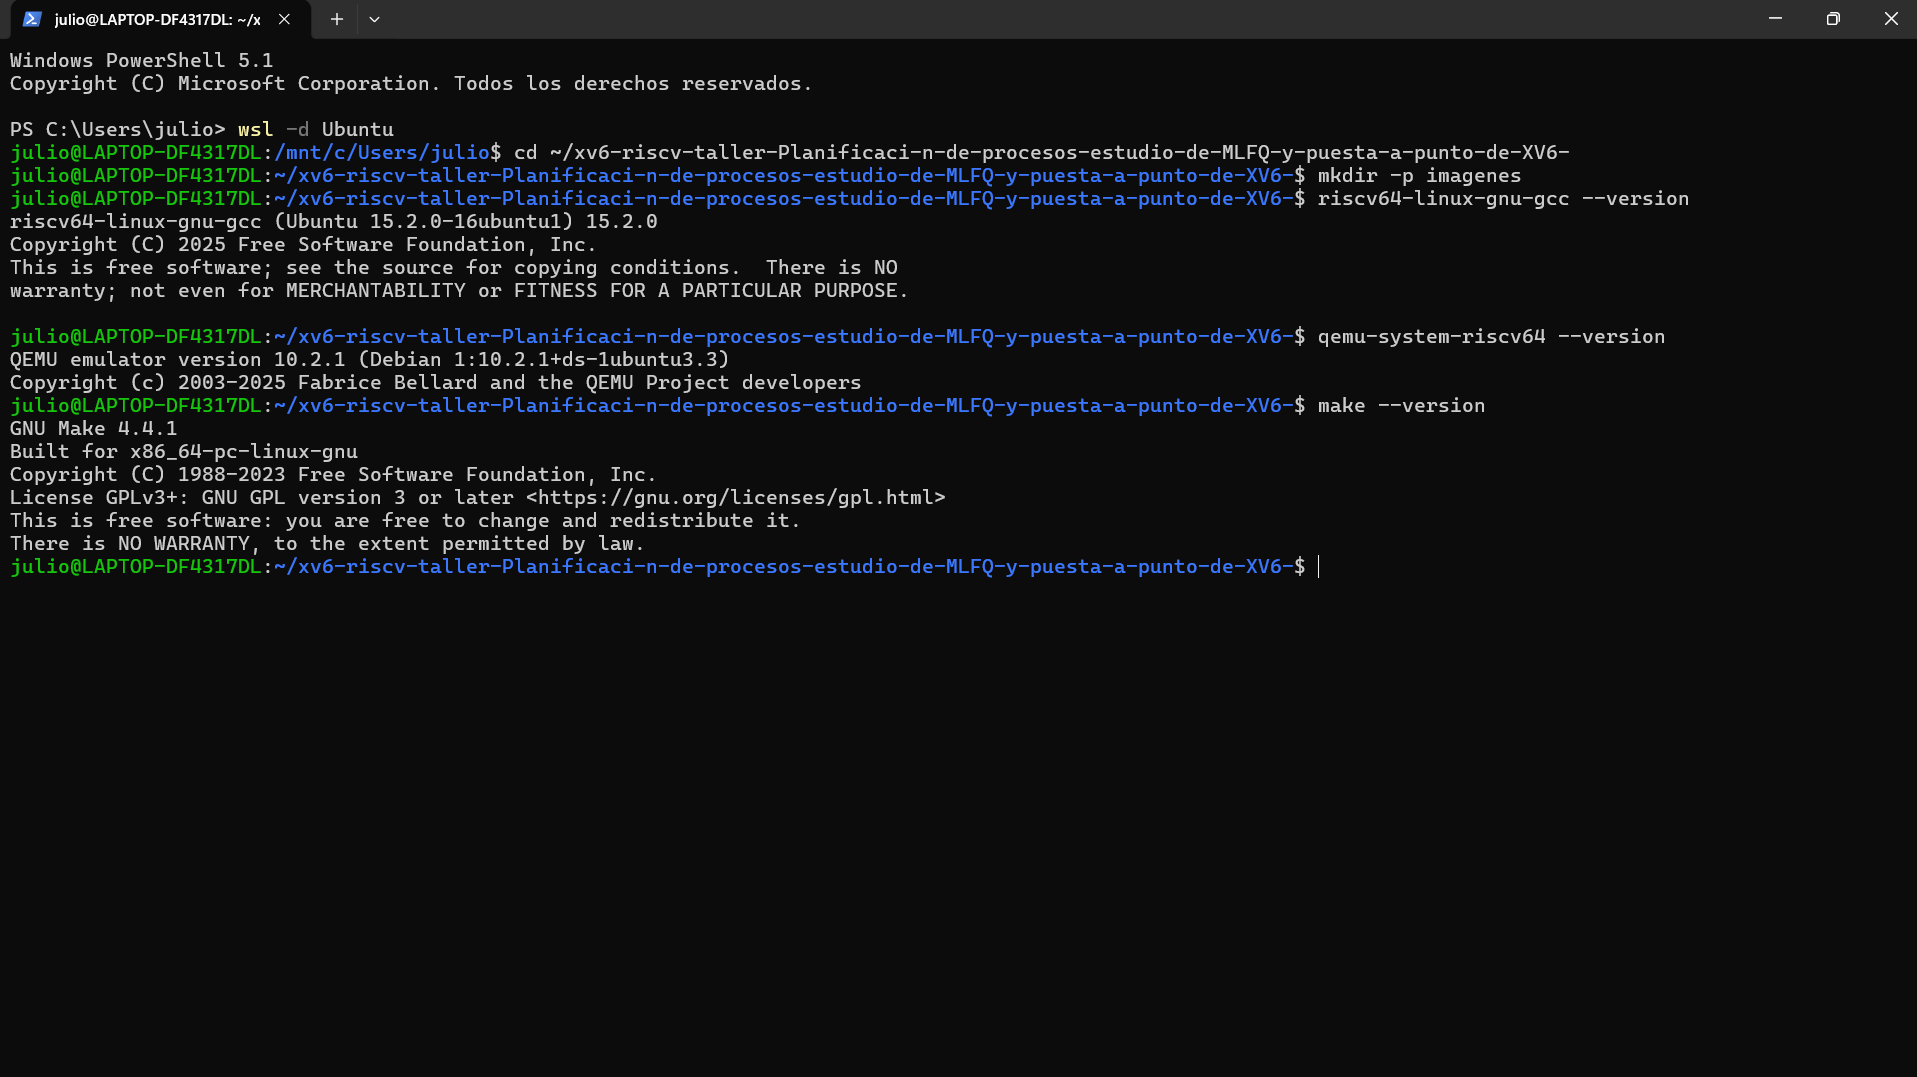 julio@LAPTOP-DF4317DL: ~/x
Windows PowerShell 5.1
Copyright (C) Microsoft Corporation. Todos los derechos reservados.
PS C:\Users\julio> wsl -d Ubuntu
julio@LAPTOP-DF4317DL:/mnt/c/Users/julio$ cd ~/xv6-riscv-taller-Planificaci-n-de-procesos-estudio-de-MLFQ-y-puesta-a-punto-de-XV6-
julio@LAPTOP-DF4317DL:~/xv6-riscv-taller-Planificaci-n-de-procesos-estudio-de-MLFQ-y-puesta-a-punto-de-XV6-$ mkdir -p imagenes
julio@LAPTOP-DF4317DL:~/xv6-riscv-taller-Planificaci-n-de-procesos-estudio-de-MLFQ-y-puesta-a-punto-de-XV6-$ riscv64-linux-gnu-gcc --version
riscv64-linux-gnu-gcc (Ubuntu 15.2.0-16ubuntu1) 15.2.0
Copyright (C) 2025 Free Software Foundation, Inc.
This is free software; see the source for copying conditions.  There is NO
warranty; not even for MERCHANTABILITY or FITNESS FOR A PARTICULAR PURPOSE.
julio@LAPTOP-DF4317DL:~/xv6-riscv-taller-Planificaci-n-de-procesos-estudio-de-MLFQ-y-puesta-a-punto-de-XV6-$ qemu-system-riscv64 --version
QEMU emulator version 10.2.1 (Debian 1:10.2.1+ds-1ubuntu3.3)
Copyright (c) 2003-2025 Fabrice Bellard and the QEMU Project developers
julio@LAPTOP-DF4317DL:~/xv6-riscv-taller-Planificaci-n-de-procesos-estudio-de-MLFQ-y-puesta-a-punto-de-XV6-$ make --version
GNU Make 4.4.1
Built for x86_64-pc-linux-gnu
Copyright (C) 1988-2023 Free Software Foundation, Inc.
License GPLv3+: GNU GPL version 3 or later <https://gnu.org/licenses/gpl.html>
This is free software: you are free to change and redistribute it.
There is NO WARRANTY, to the extent permitted by law.
julio@LAPTOP-DF4317DL:~/xv6-riscv-taller-Planificaci-n-de-procesos-estudio-de-MLFQ-y-puesta-a-punto-de-XV6-$